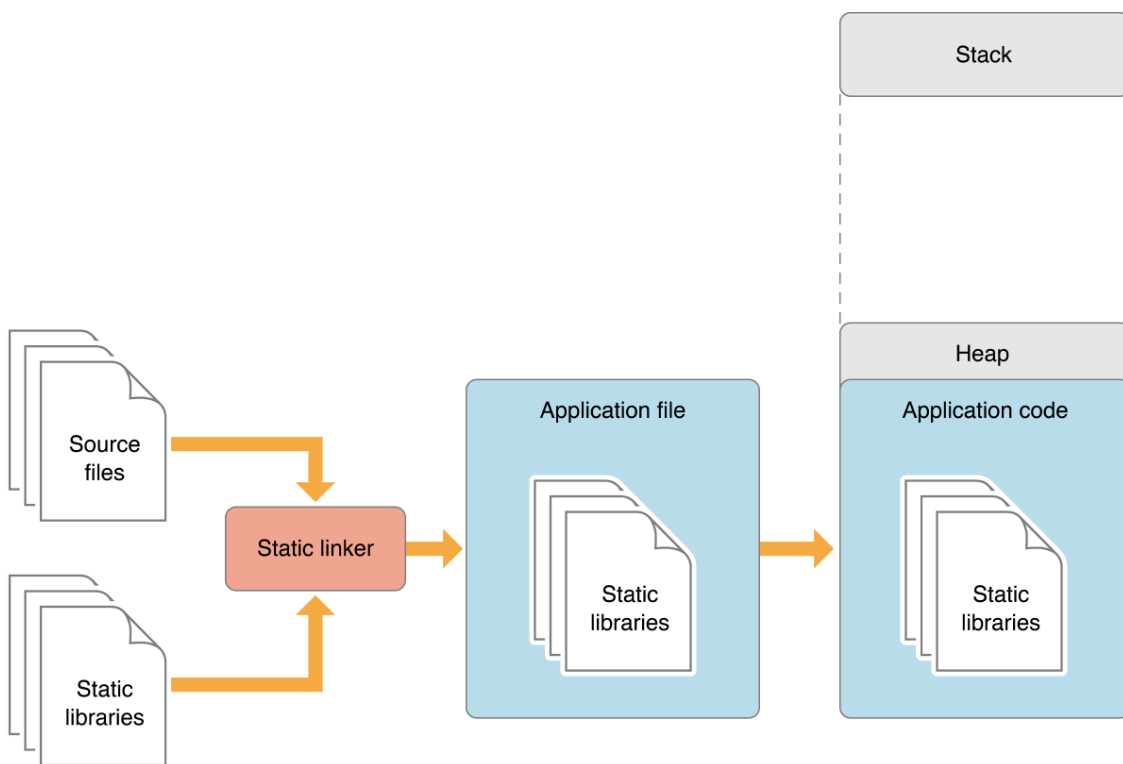 Stack
Heap
Source
files
Static linker
Static
libraries
Application file
Static
libraries
Application code
Static
libraries